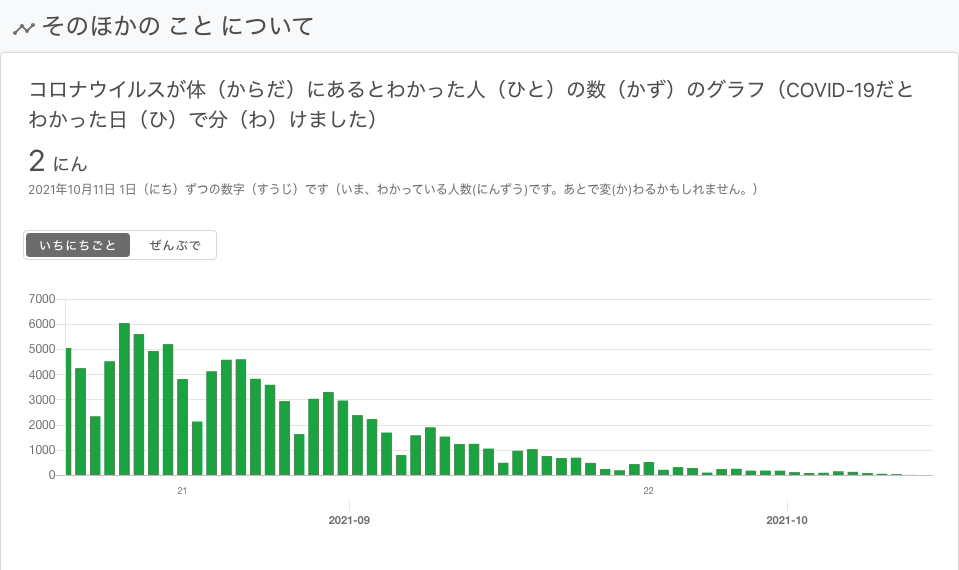 そのほかの こと について
コロナウイルスが体（からだ）にあるとわかった人（ひと）の数（かず）のグラフ（COVID-19だと
わかった日（ひ）で分（わ）けました）
2 にん
2021年10月11日 1日（にち）ずつの数字（すうじ）です（いま、わかっている人数(にんずう)です。あとで変(か)わるかもしれません。）
いちにちごと ぜんぶで
7000
6000
5000
4000
3000
2000
1000
0
21 22
2021-09 2021-10